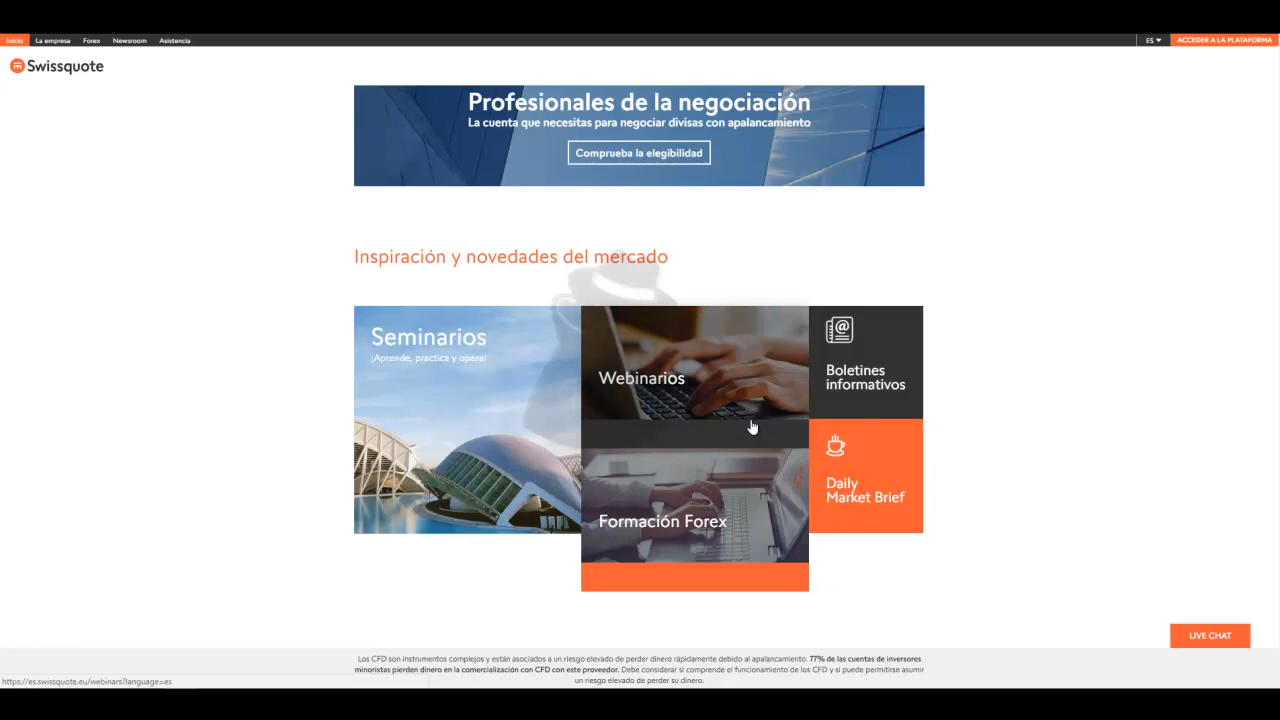 Inicio La empresa Forex Newsroom Asistencia ES ACCEDER A LA PLATAFORMA
Swissquote
Profesionales de la negociación
La cuenta que necesitas para negociar divisas con apalancamiento
Comprueba la elegibilidad
Inspiración y novedades del mercado
Seminarios
¡Aprende, practica y opera!
Webinarios
Formación Forex
Boletines
informativos
Daily
Market Brief
LIVE CHAT
Los CFD son instrumentos complejos y están asociados a un riesgo elevado de perder dinero rápidamente debido al apalancamiento. 77% de las cuentas de inversores
minoristas pierden dinero en la comercialización con CFD con este proveedor. Debe considerar si comprende el funcionamiento de los CFD y si puede permitirse asumir
un riesgo elevado de perder su dinero.
https://es.swissquote.eu/webinars?language=es